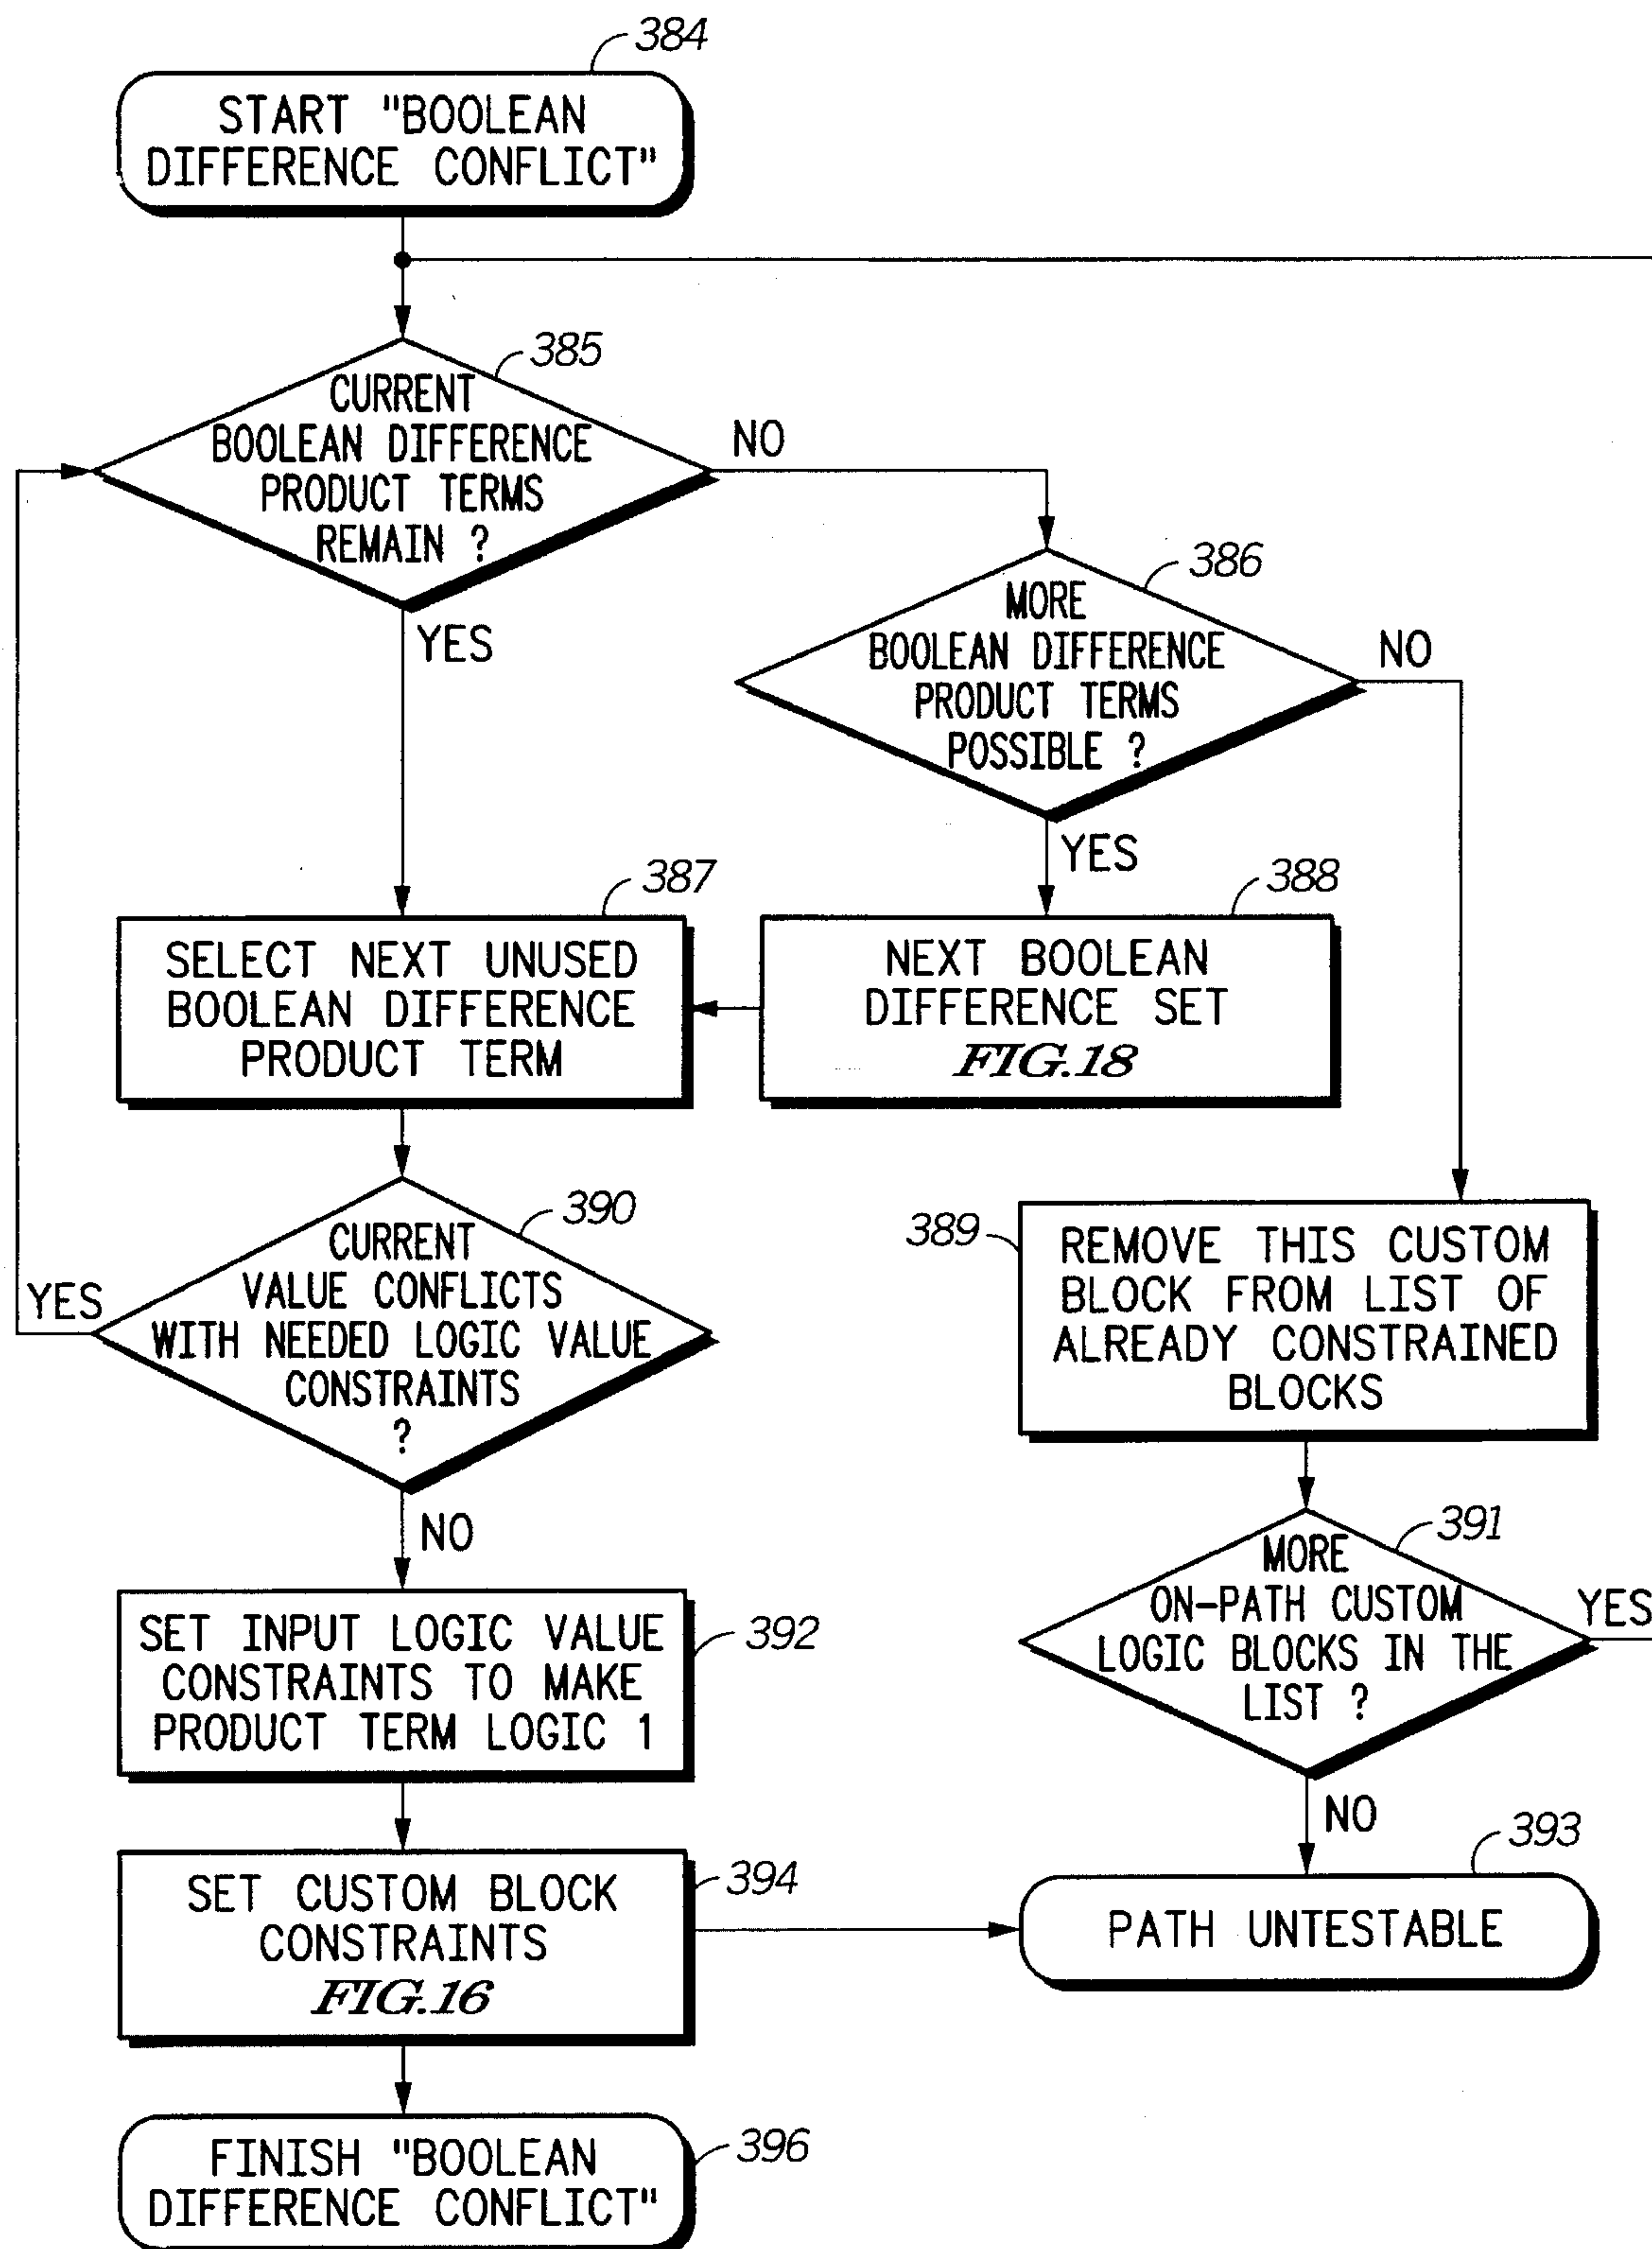 384
START "BOOLEAN
DIFFERENCE CONFLICT"
385
CURRENT
BOOLEAN DIFFERENCE
PRODUCT TERMS
REMAIN ?
NO
YES
386
MORE
BOOLEAN DIFFERENCE
PRODUCT TERMS
POSSIBLE ?
NO
YES
387
SELECT NEXT UNUSED
BOOLEAN DIFFERENCE
PRODUCT TERM
388
NEXT BOOLEAN
DIFFERENCE SET
FIG.18
390
CURRENT
VALUE CONFLICTS
WITH NEEDED LOGIC VALUE
CONSTRAINTS
?
YES
NO
389
REMOVE THIS CUSTOM
BLOCK FROM LIST OF
ALREADY CONSTRAINED
BLOCKS
391
MORE
ON-PATH CUSTOM
LOGIC BLOCKS IN THE
LIST ?
YES
NO
392
SET INPUT LOGIC VALUE
CONSTRAINTS TO MAKE
PRODUCT TERM LOGIC 1
394
SET CUSTOM BLOCK
CONSTRAINTS
FIG.16
393
PATH UNTESTABLE
396
FINISH "BOOLEAN
DIFFERENCE CONFLICT"